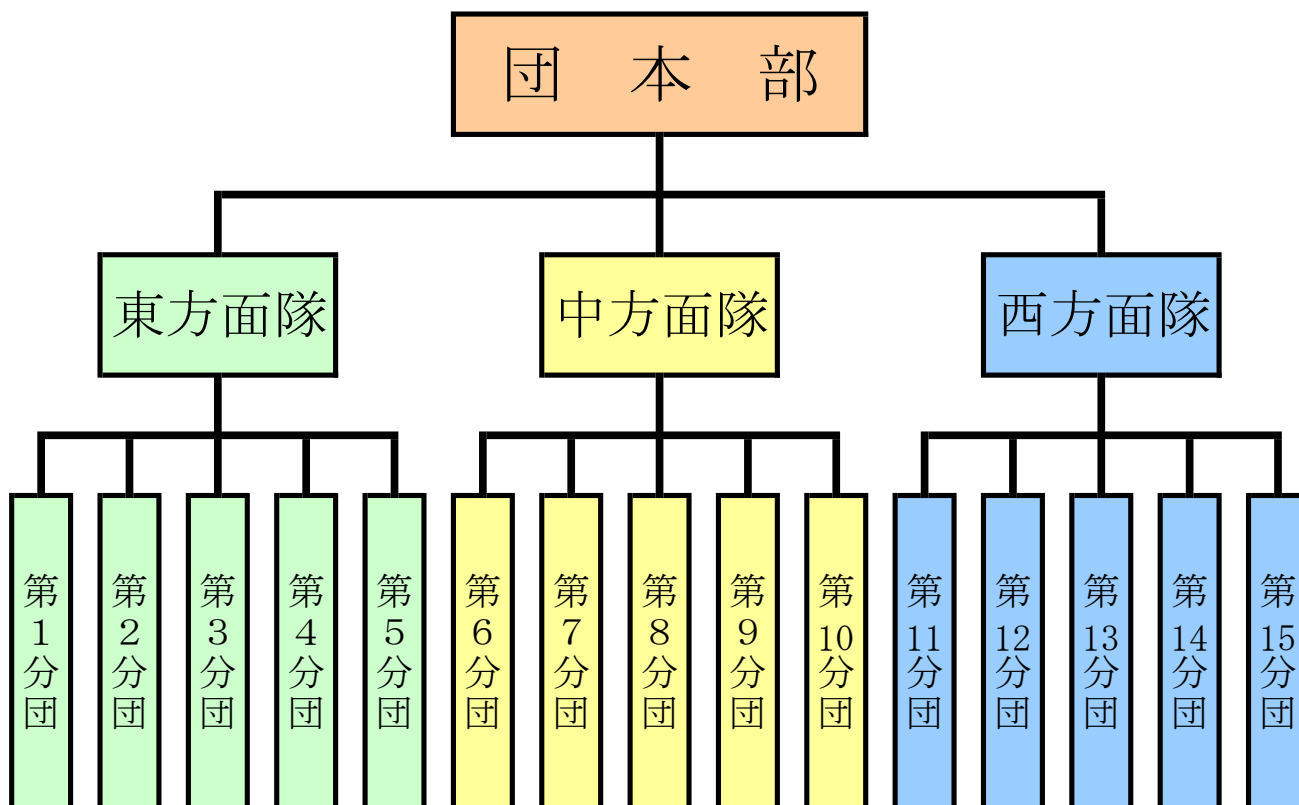 団　本　部
東方面隊
中方面隊
西方面隊
第１分団
第２分団
第３分団
第４分団
第５分団
第６分団
第７分団
第８分団
第９分団
第10分団
第11分団
第12分団
第13分団
第14分団
第15分団